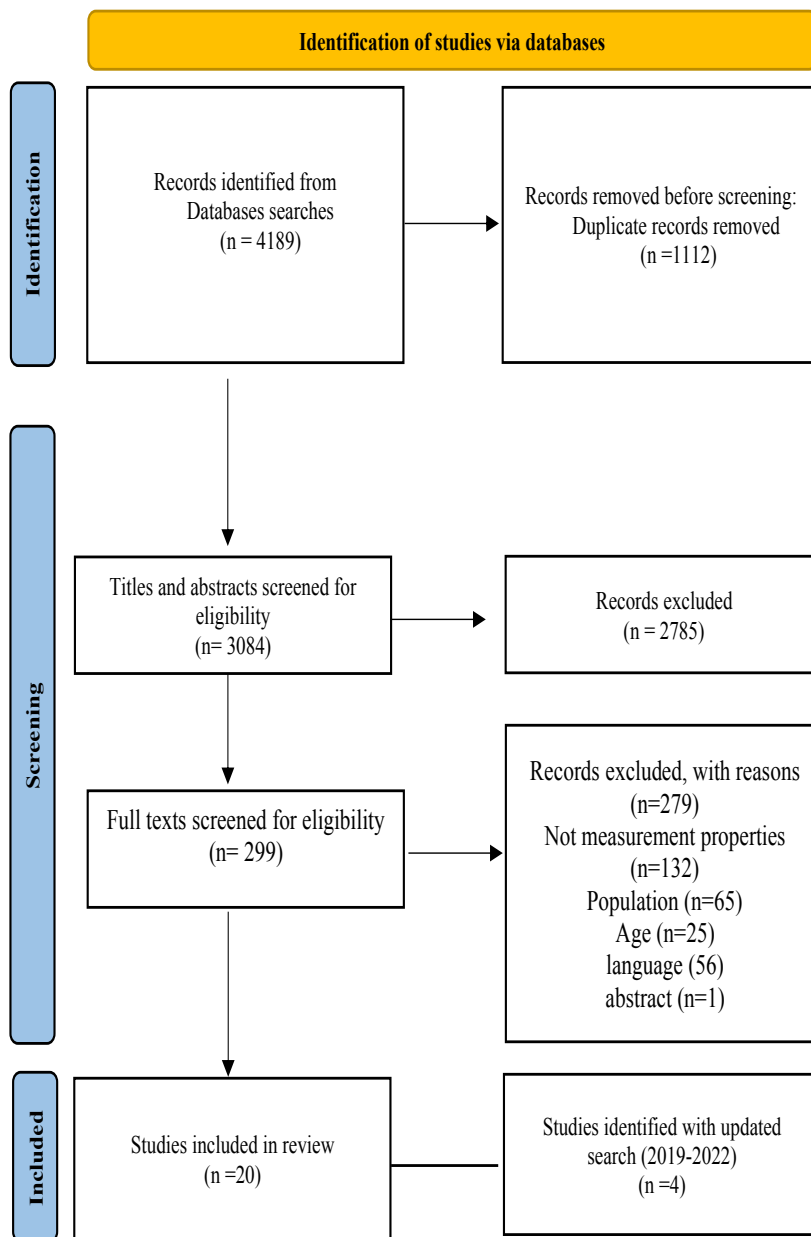 Identification of studies via databases
Identification
Records identified from
Databases searches
(n = 4189)
Records removed before screening:
Duplicate records removed
(n =1112)
Screening
Titles and abstracts screened for
eligibility
(n= 3084)
Records excluded
(n = 2785)
Full texts screened for eligibility
(n= 299)
Records excluded, with reasons
(n=279)
Not measurement properties
(n=132)
Population (n=65)
Age (n=25)
language (56)
abstract (n=1)
Included
Studies included in review
(n =20)
Studies identified with updated
search (2019-2022)
(n =4)